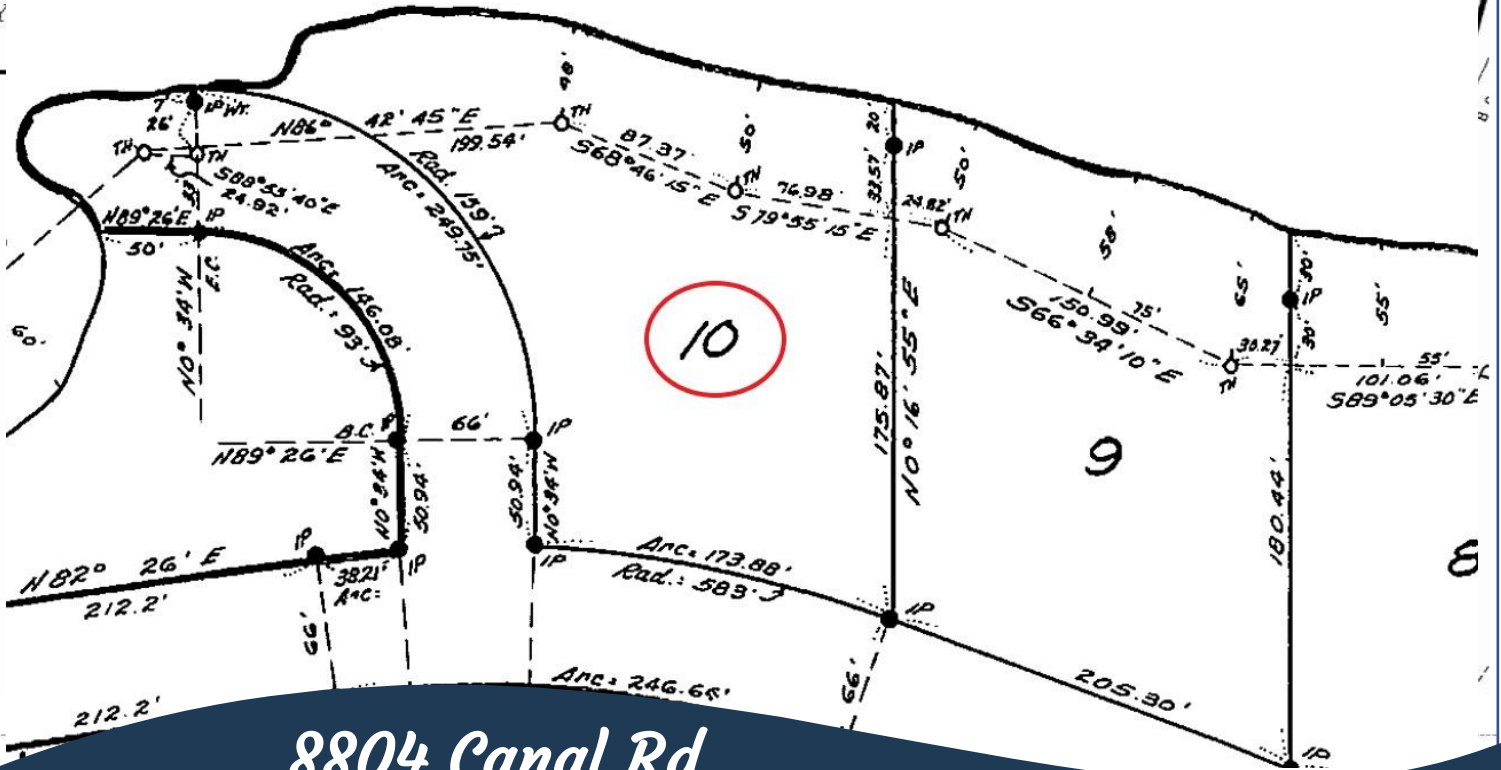 48'
7'
IP WT.
26'
N86° 42' 45" E
199.54'
TH
TH
TH
S88° 53' 40" E
24.92'
33'
Rad. 159'
Arc = 249.75'
87.37'
S68° 46' 15" E
50'
TH
76.98'
S79° 55' 15" E
20'
IP
33.57'
24.82'
50'
TH
N89° 26' E
IP
50'
E.C.
N0° 34' W
Arc = 146.08'
Rad. = 93'
10
175.87'
N0° 16' 55" E
58'
75'
150.99'
S66° 34' 10" E
65'
30'
IP
30'
30.27'
TH
55'
55'
101.06'
S89° 05' 30" E
60.
B.C.
IP
66'
IP
N89° 26' E
N0° 34' W
50.94'
50.94'
N0° 34' W
9
180.44'
8
IP
IP
IP
N82° 26' E
212.2'
38.21'
Arc =
66'
Arc = 173.88'
Rad. = 583'
IP
66'
205.30'
IP
212.2'
8804 Canal Rd